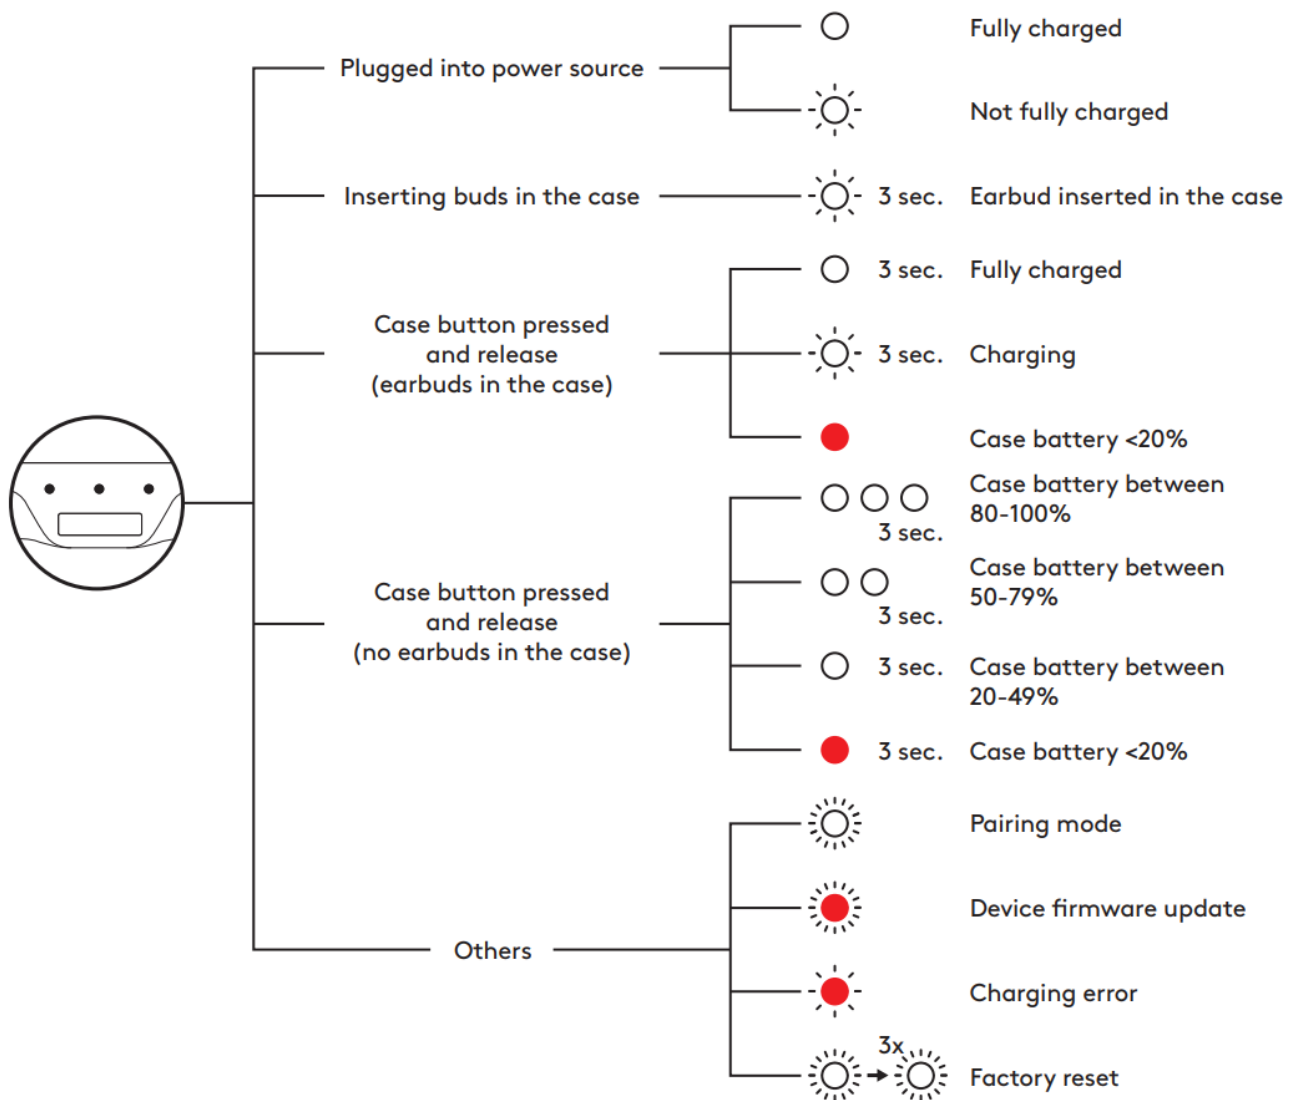 Fully charged
Plugged into power source
Not fully charged
Inserting buds in the case
3 sec. Earbud inserted in the case
3 sec. Fully charged
Case button pressed
and release
(earbuds in the case)
3 sec. Charging
Case battery <20%
Case battery between
80-100%
3 sec.
Case battery between
50-79%
3 sec.
Case button pressed
and release
(no earbuds in the case)
3 sec. Case battery between
20-49%
3 sec. Case battery <20%
Pairing mode
Device firmware update
Others
Charging error
3x
Factory reset